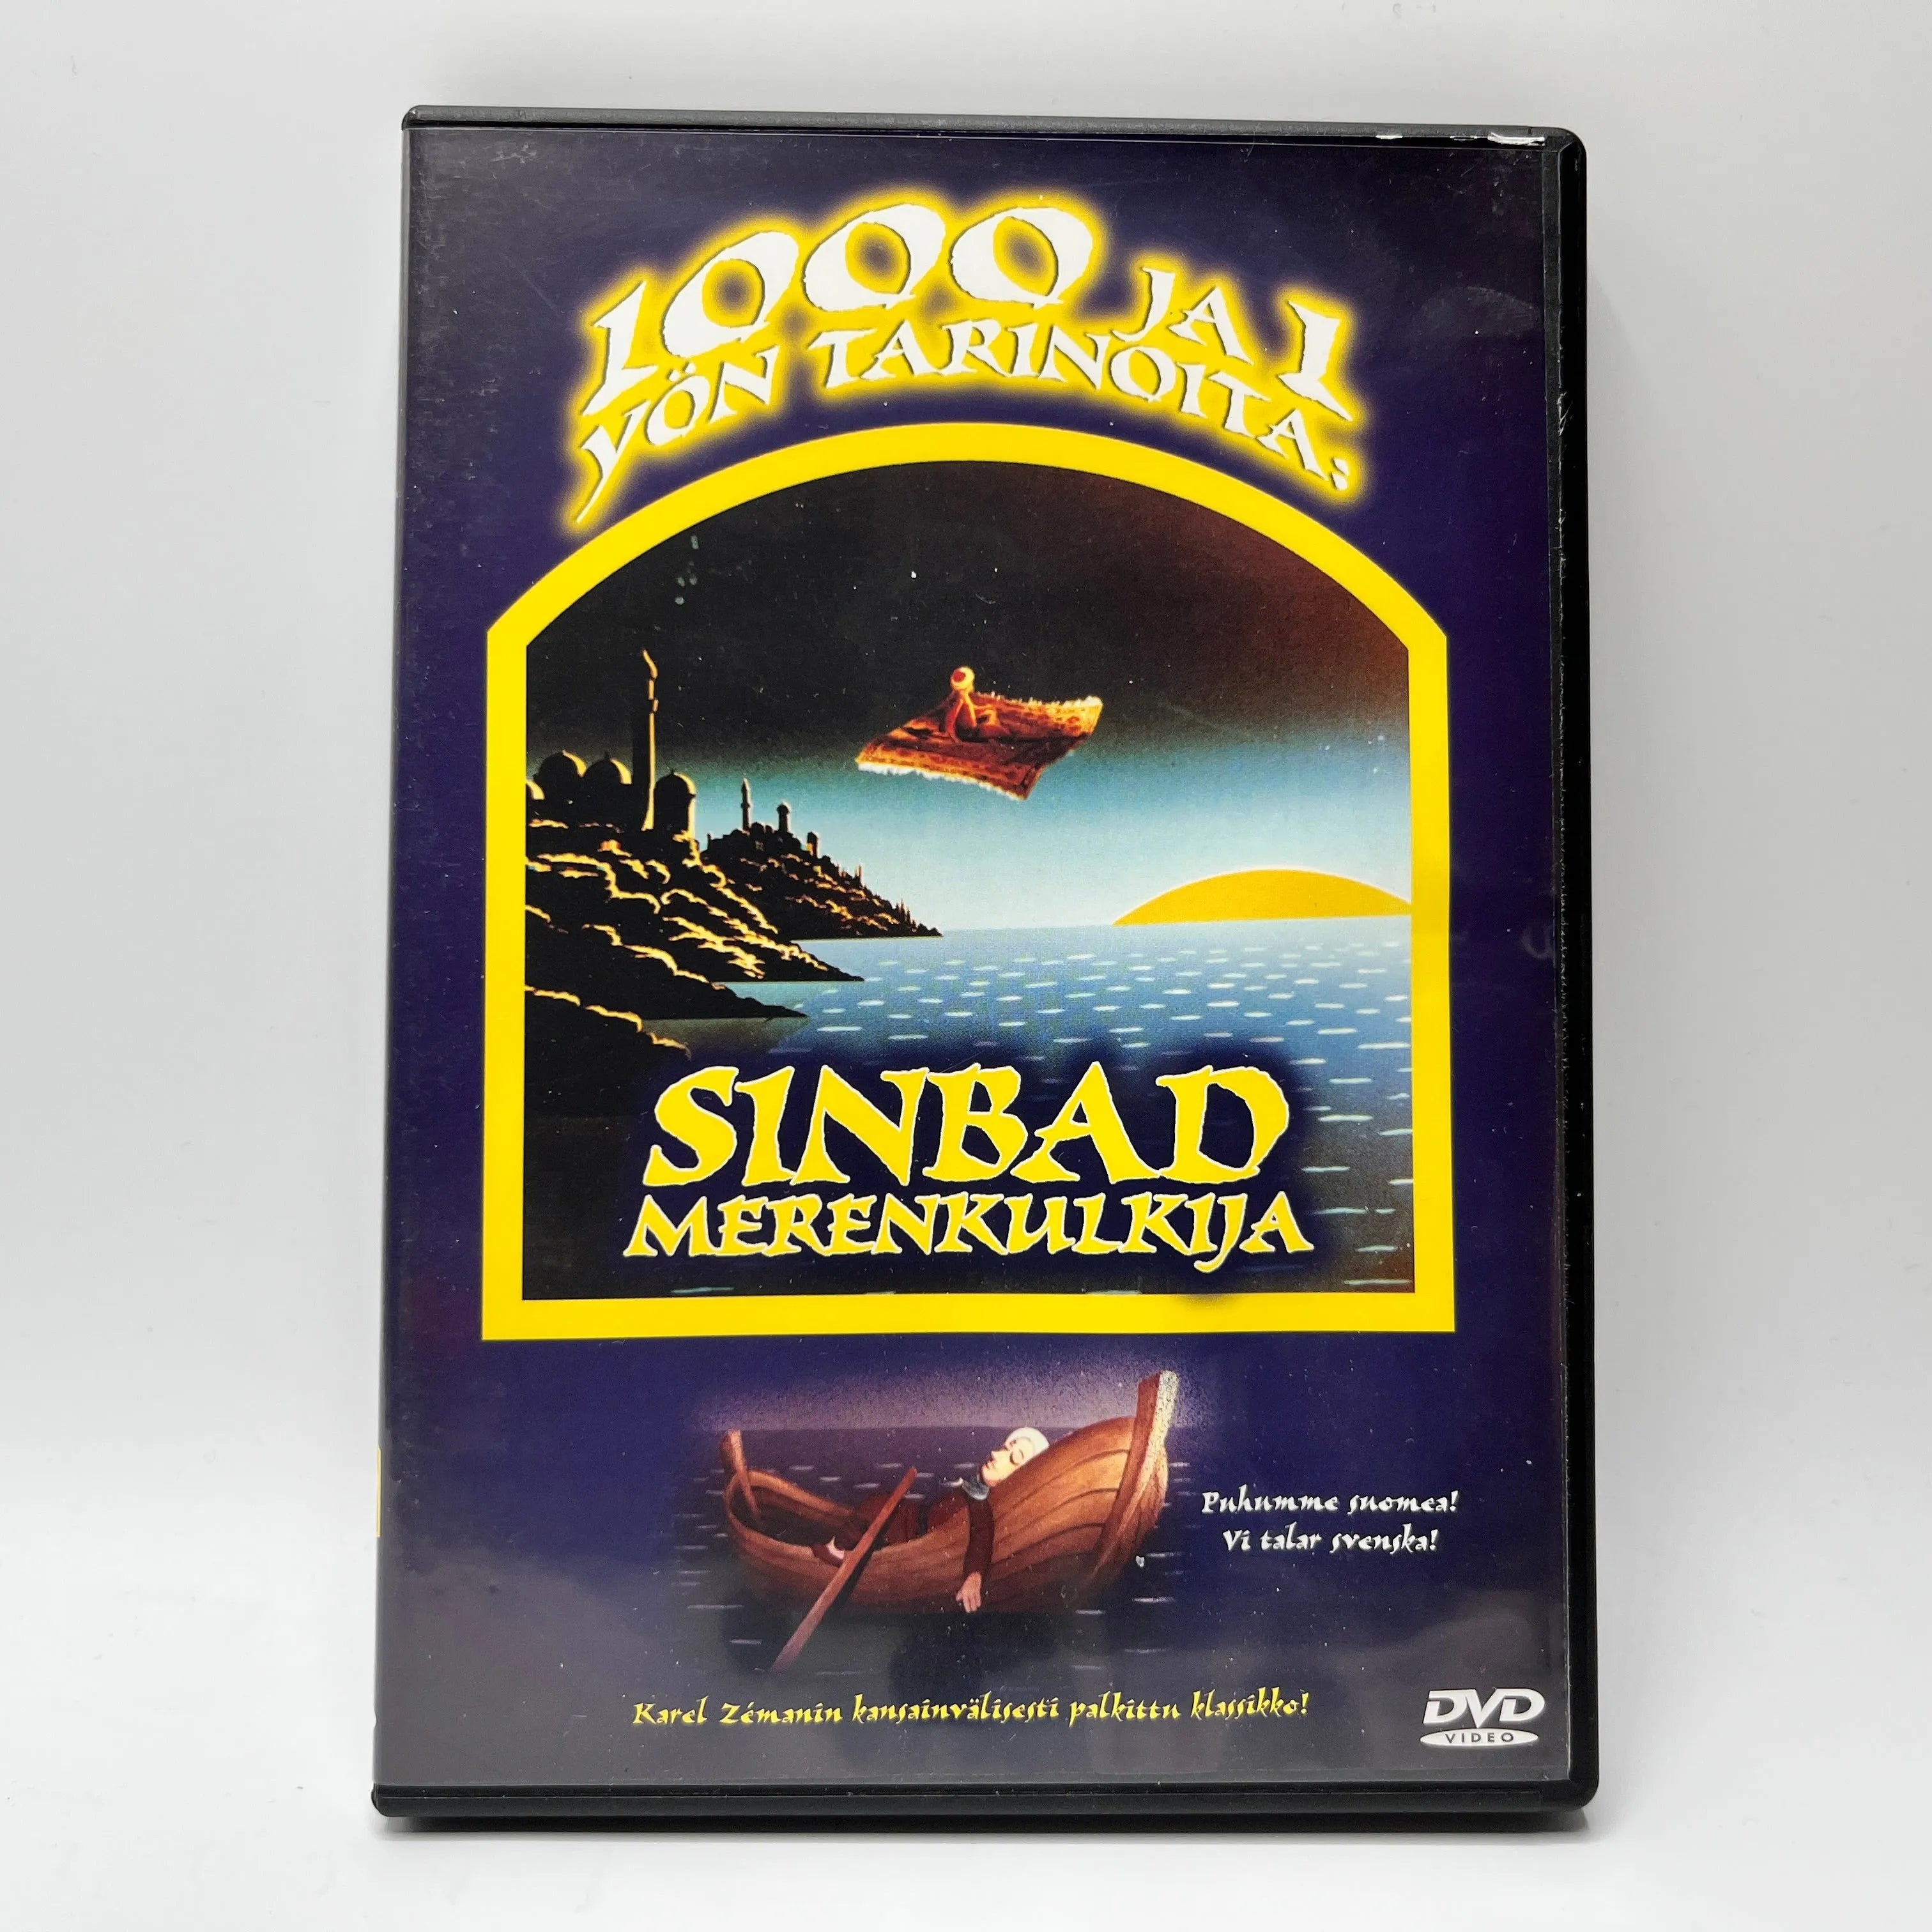 1000 JA 1
YÖN TARINOITA:
SINBAD
MERENKULKIJA
Puhumme suomea!
Vi talar svenska!
Karel Zémanin kansainvälisesti palkittu klassikko!
DVD
VIDEO